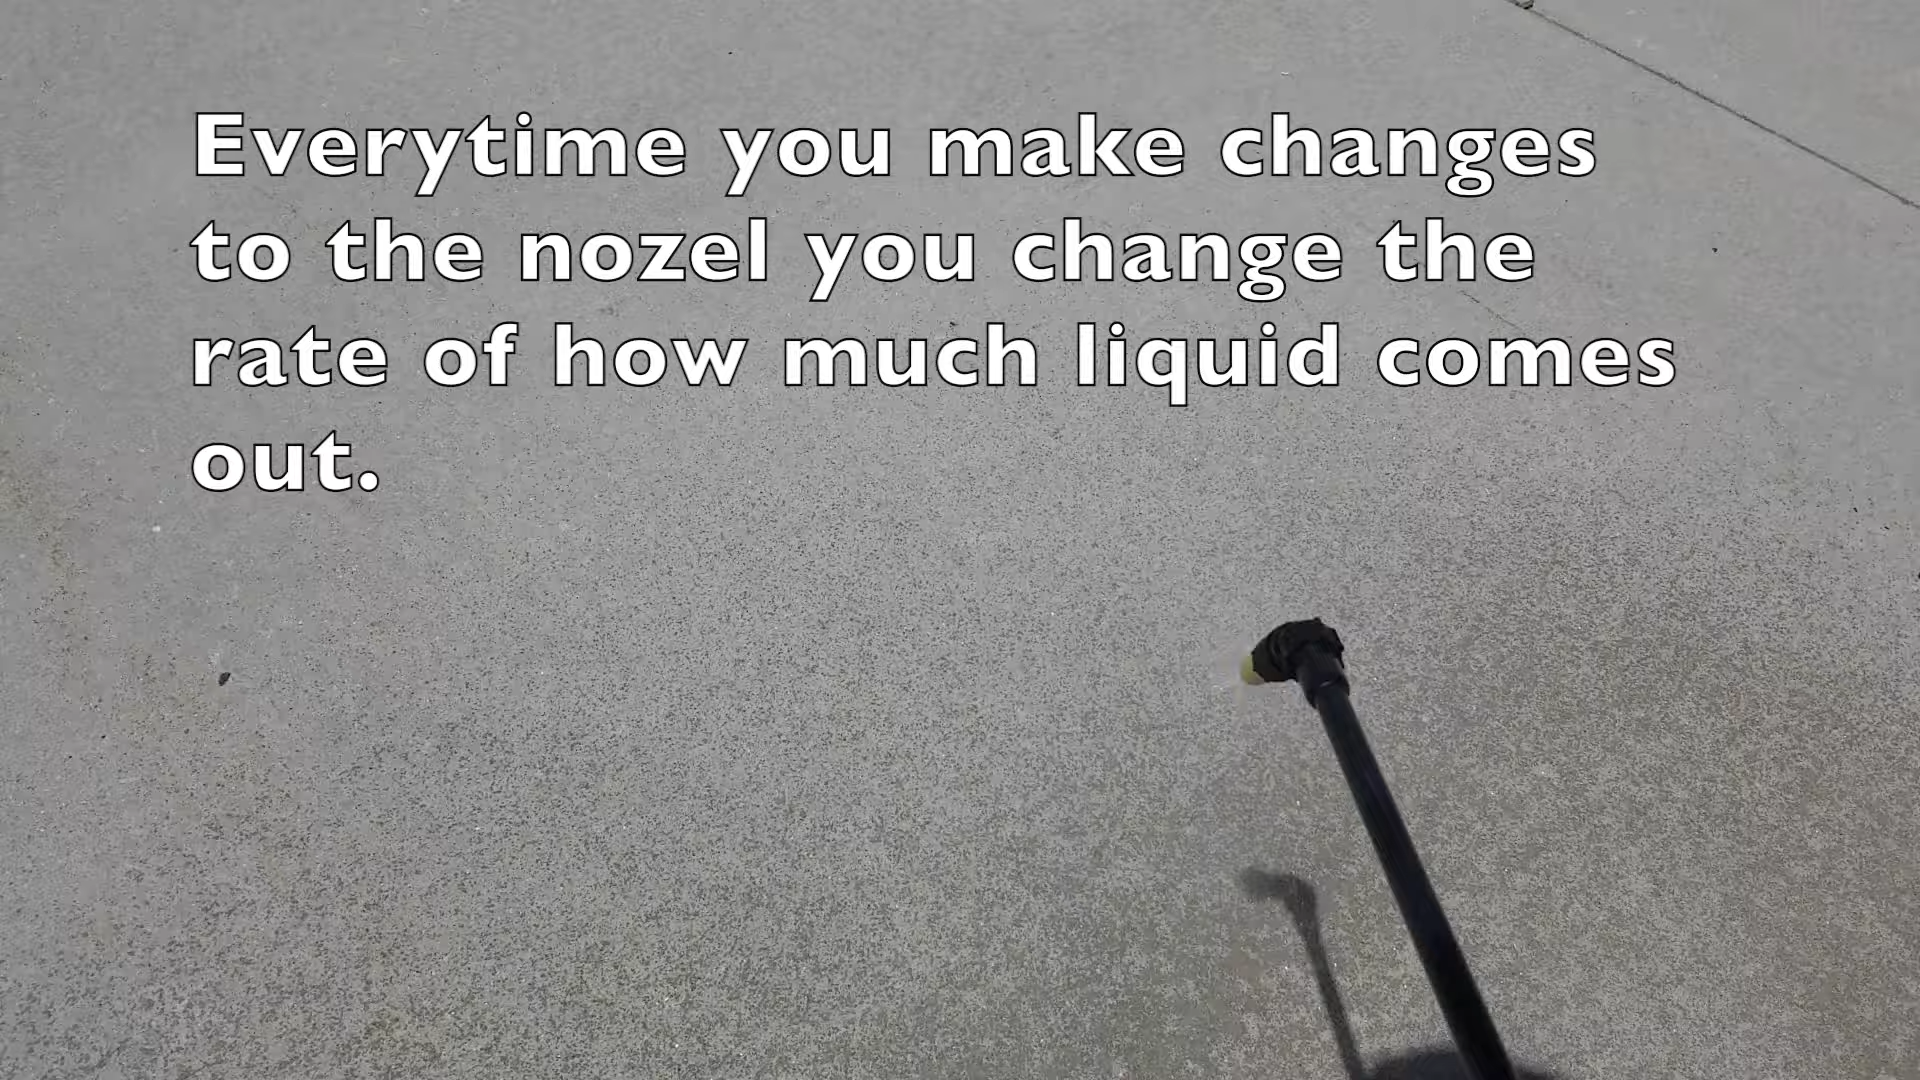 Everytime you make changes
to the nozel you change the
rate of how much liquid comes
out.